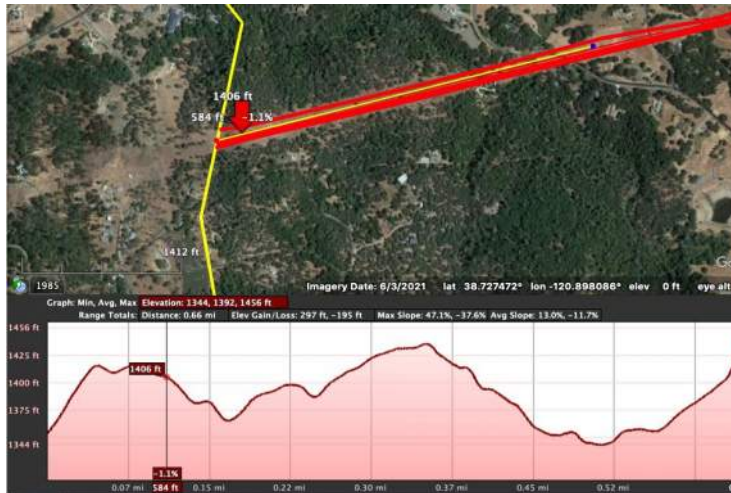 1406 ft
584 ft -1.1%
1412 ft
1985
Imagery Date: 6/3/2021 lat 38.727472° lon -120.898086° elev 0 ft eye alt
Graph: Min, Avg, Max Elevation: 1344, 1392, 1456 ft
Range Totals: Distance: 0.66 mi Elev Gain/Loss: 297 ft, -195 ft Max Slope: 47.1%, -37.6% Avg Slope: 13.0%, -11.7%
1456 ft
1425 ft
1406 ft
1400 ft
1375 ft
1344 ft
-1.1%
0.07 mi 584 ft 0.15 mi 0.22 mi 0.30 mi 0.37 mi 0.45 mi 0.52 mi